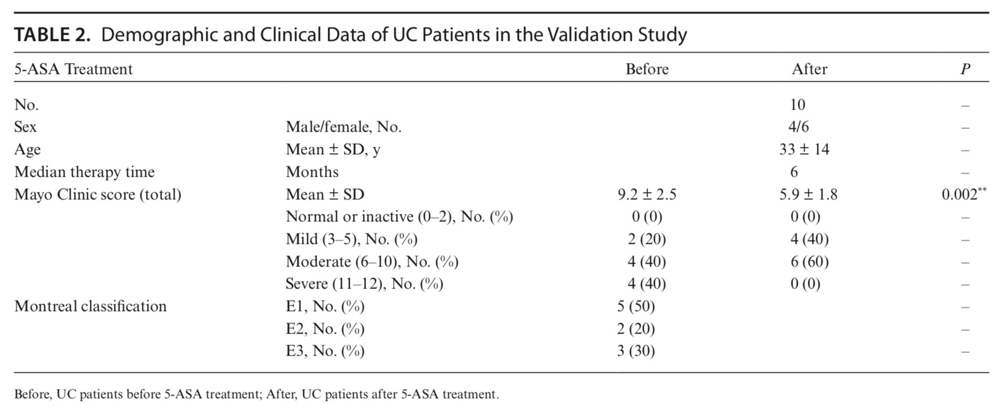 TABLE 2. Demographic and Clinical Data of UC Patients in the Validation Study
5-ASA Treatment Before After P
No. 10 –
Sex Male/female, No. 4/6 –
Age Mean ± SD, y 33 ± 14 –
Median therapy time Months 6 –
Mayo Clinic score (total) Mean ± SD 9.2 ± 2.5 5.9 ± 1.8 0.002**
Normal or inactive (0–2), No. (%) 0 (0) 0 (0) –
Mild (3–5), No. (%) 2 (20) 4 (40) –
Moderate (6–10), No. (%) 4 (40) 6 (60) –
Severe (11–12), No. (%) 4 (40) 0 (0) –
Montreal classification E1, No. (%) 5 (50) –
E2, No. (%) 2 (20) –
E3, No. (%) 3 (30) –
Before, UC patients before 5-ASA treatment; After, UC patients after 5-ASA treatment.